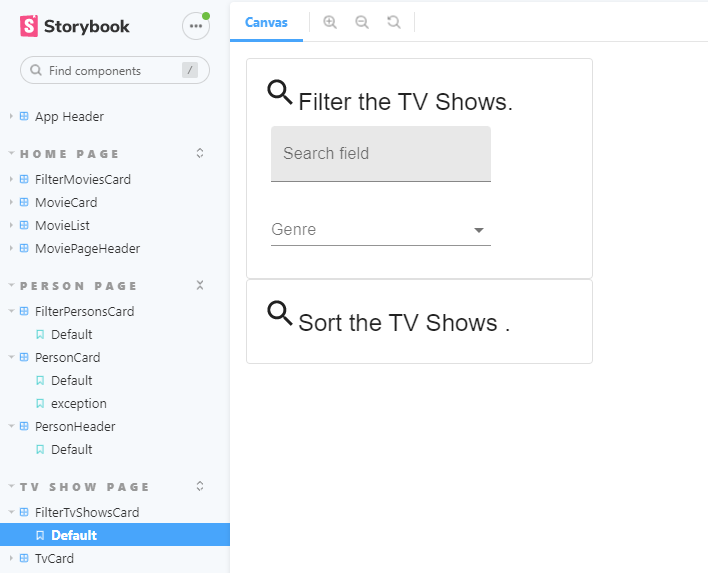 Storybook
Find components
/
App Header
HOME PAGE
FilterMoviesCard
MovieCard
MovieList
MoviePageHeader
PERSON PAGE
FilterPersonsCard
Default
PersonCard
Default
exception
PersonHeader
Default
TV SHOW PAGE
FilterTvShowsCard
Default
TvCard
Canvas
Filter the TV Shows.
Search field
Genre
Sort the TV Shows .